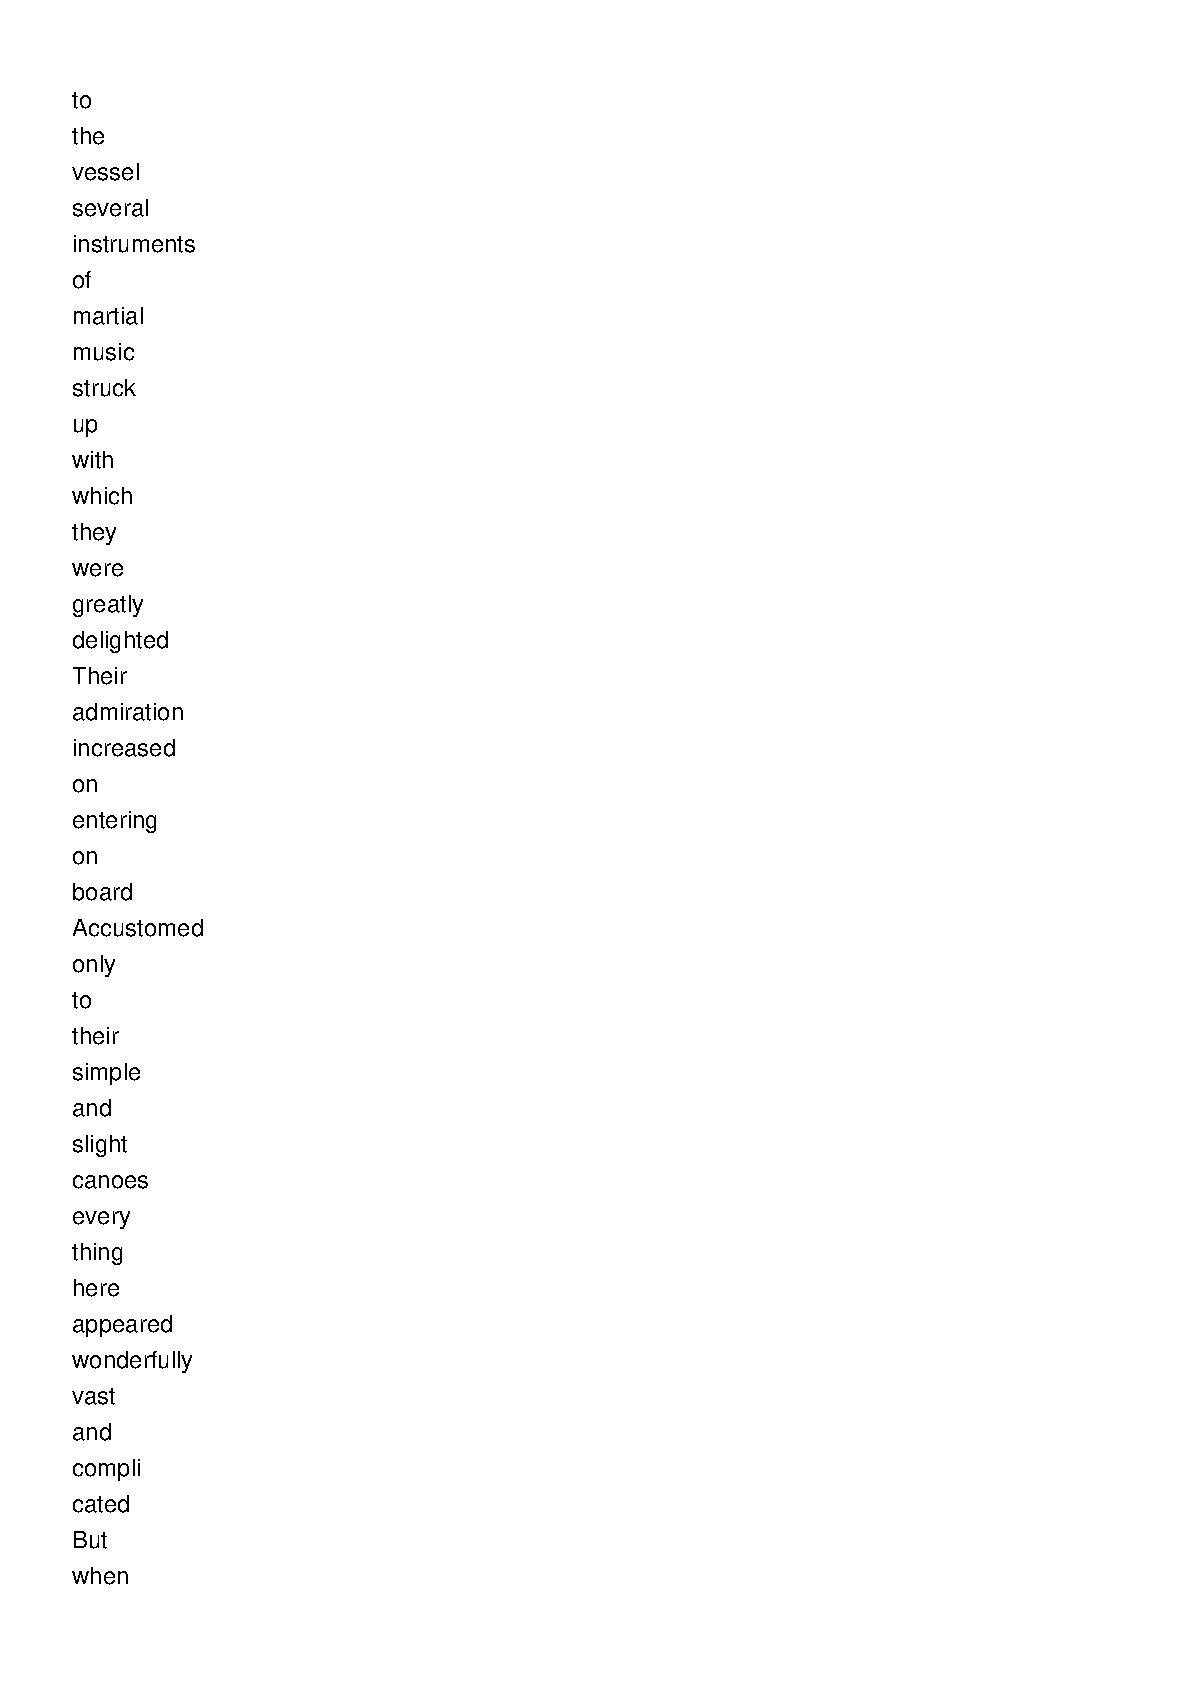 to
the
vessel
several
instruments
of
martial
music
struck
up
with
which
they
were
greatly
delighted
Their
admiration
increased
on
entering
on
board
Accustomed
only
to
their
simple
and
slight
canoes
every
thing
here
appeared
wonderfully
vast
and
compli
cated
But
when